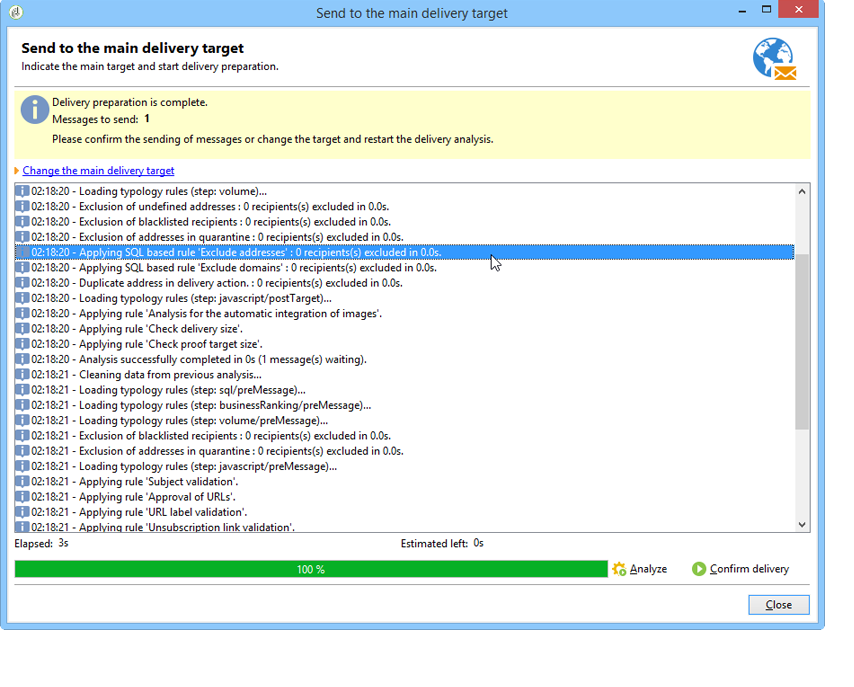 Send to the main delivery target
Send to the main delivery target
Indicate the main target and start delivery preparation.
Delivery preparation is complete.
Messages to send: 1
Please confirm the sending of messages or change the target and restart the delivery analysis.
Change the main delivery target
02:18:20 - Loading typology rules (step: volume)...
02:18:20 - Exclusion of undefined addresses : 0 recipients(s) excluded in 0.0s.
02:18:20 - Exclusion of blacklisted recipients : 0 recipients(s) excluded in 0.0s.
02:18:20 - Exclusion of addresses in quarantine : 0 recipients(s) excluded in 0.0s.
02:18:20 - Applying SQL based rule 'Exclude addresses' : 0 recipients(s) excluded in 0.0s.
02:18:20 - Applying SQL based rule 'Exclude domains' : 0 recipients(s) excluded in 0.0s.
02:18:20 - Duplicate address in delivery action. : 0 recipients(s) excluded in 0.0s.
02:18:20 - Loading typology rules (step: javascript/postTarget)...
02:18:20 - Applying rule 'Analysis for the automatic integration of images'.
02:18:20 - Applying rule 'Check delivery size'.
02:18:20 - Applying rule 'Check proof target size'.
02:18:20 - Analysis successfully completed in 0s (1 message(s) waiting).
02:18:21 - Cleaning data from previous analysis...
02:18:21 - Loading typology rules (step: sql/preMessage)...
02:18:21 - Loading typology rules (step: businessRanking/preMessage)...
02:18:21 - Loading typology rules (step: volume/preMessage)...
02:18:21 - Exclusion of blacklisted recipients : 0 recipients(s) excluded in 0.0s.
02:18:21 - Exclusion of addresses in quarantine : 0 recipients(s) excluded in 0.0s.
02:18:21 - Loading typology rules (step: javascript/preMessage)...
02:18:21 - Applying rule 'Subject validation'.
02:18:21 - Applying rule 'Approval of URLs'.
02:18:21 - Applying rule 'URL label validation'.
02:18:21 - Applying rule 'Unsubscription link validation'.
Elapsed: 3s Estimated left: 0s
100 % Analyze Confirm delivery
Close